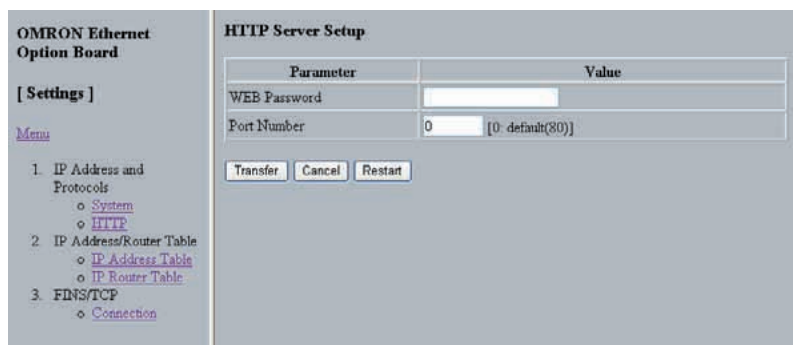 OMRON Ethernet
Option Board
[ Settings ]
Menu
1. IP Address and
Protocols
System
HTTP
2. IP Address/Router Table
IP Address Table
IP Router Table
3. FINS/TCP
Connection
HTTP Server Setup
Parameter Value
WEB Password
Port Number 0 [0: default(80)]
Transfer Cancel Restart